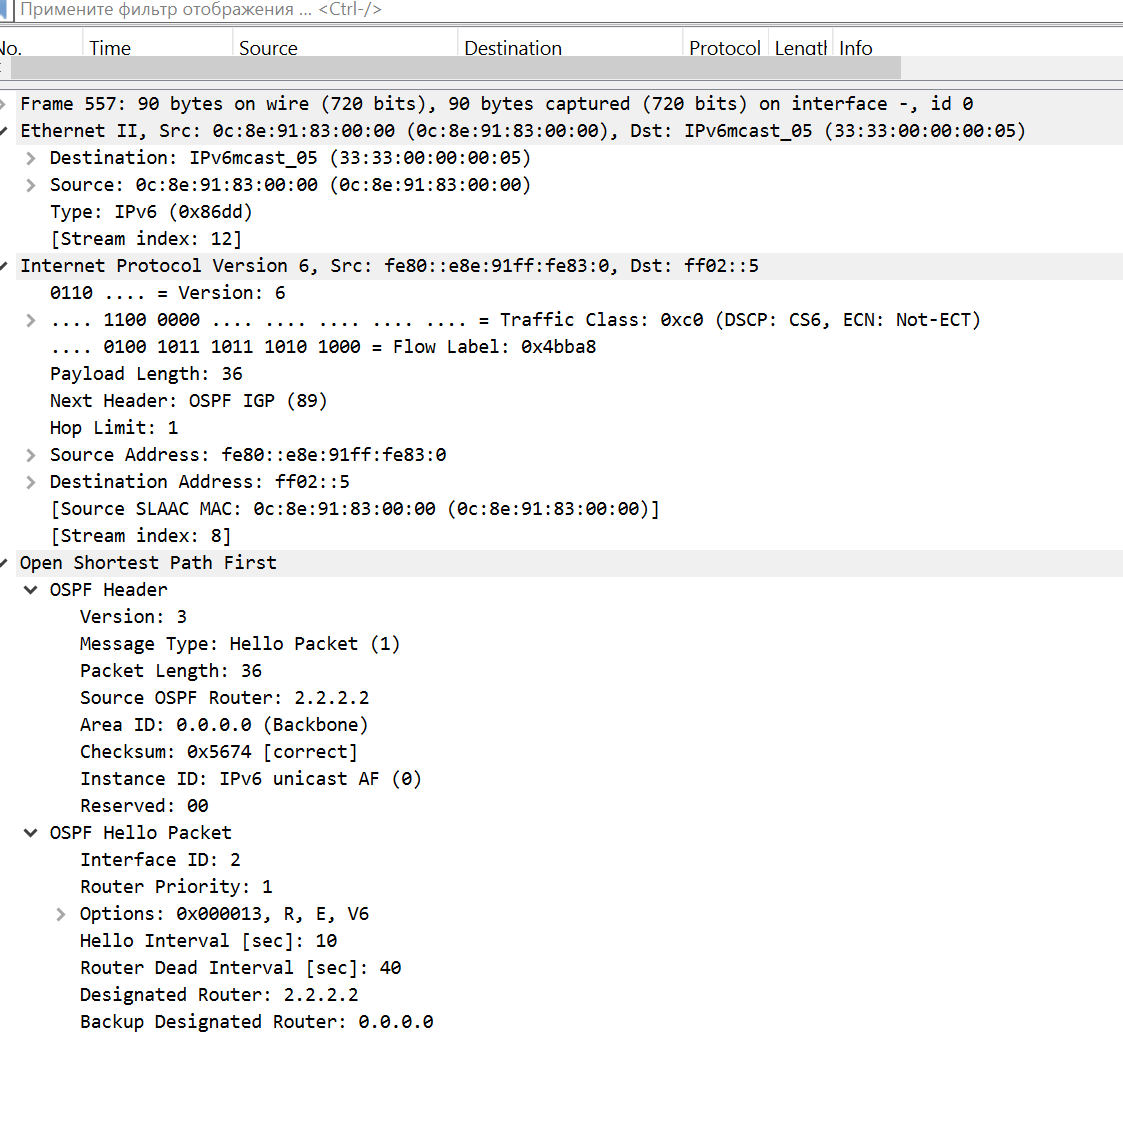 Примените фильтр отображения ... <Ctrl-/>
No. Time Source Destination Protocol Length Info
Frame 557: 90 bytes on wire (720 bits), 90 bytes captured (720 bits) on interface -, id 0
Ethernet II, Src: 0c:8e:91:83:00:00 (0c:8e:91:83:00:00), Dst: IPv6mcast_05 (33:33:00:00:00:05)
Destination: IPv6mcast_05 (33:33:00:00:00:05)
Source: 0c:8e:91:83:00:00 (0c:8e:91:83:00:00)
Type: IPv6 (0x86dd)
[Stream index: 12]
Internet Protocol Version 6, Src: fe80::e8e:91ff:fe83:0, Dst: ff02::5
0110 .... = Version: 6
.... 1100 0000 .... .... .... .... .... = Traffic Class: 0xc0 (DSCP: CS6, ECN: Not-ECT)
.... 0100 1011 1011 1010 1000 = Flow Label: 0x4bba8
Payload Length: 36
Next Header: OSPF IGP (89)
Hop Limit: 1
Source Address: fe80::e8e:91ff:fe83:0
Destination Address: ff02::5
[Source SLAAC MAC: 0c:8e:91:83:00:00 (0c:8e:91:83:00:00)]
[Stream index: 8]
Open Shortest Path First
OSPF Header
Version: 3
Message Type: Hello Packet (1)
Packet Length: 36
Source OSPF Router: 2.2.2.2
Area ID: 0.0.0.0 (Backbone)
Checksum: 0x5674 [correct]
Instance ID: IPv6 unicast AF (0)
Reserved: 00
OSPF Hello Packet
Interface ID: 2
Router Priority: 1
Options: 0x000013, R, E, V6
Hello Interval [sec]: 10
Router Dead Interval [sec]: 40
Designated Router: 2.2.2.2
Backup Designated Router: 0.0.0.0